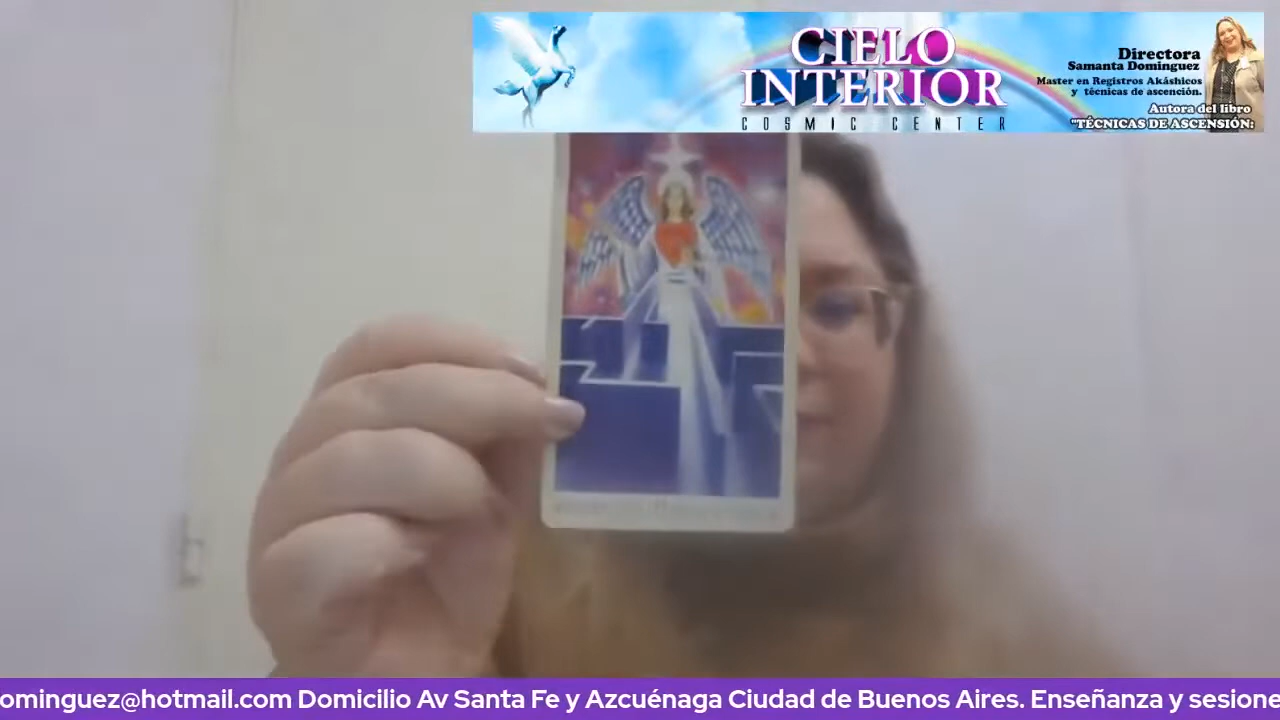 CIELO
INTERIOR
COSMIC CENTER
Directora
Samanta Dominguez
Master en Registros Akáshicos
y técnicas de ascención.
Autora del libro
"TÉCNICAS DE ASCENSIÓN:
ominguez@hotmail.com Domicilio Av Santa Fe y Azcuénaga Ciudad de Buenos Aires. Enseñanza y sesione